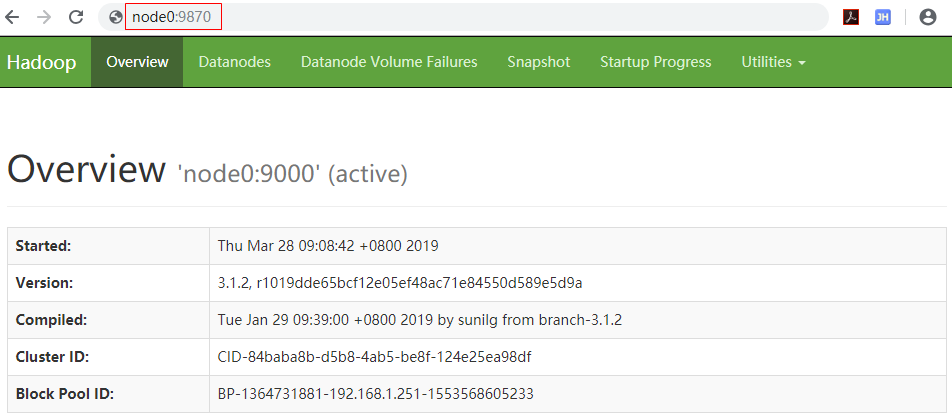 node0:9870
JH
Hadoop Overview Datanodes Datanode Volume Failures Snapshot Startup Progress Utilities
Overview 'node0:9000' (active)
Started: Thu Mar 28 09:08:42 +0800 2019
Version: 3.1.2, r1019dde65bcf12e05ef48ac71e84550d589e5d9a
Compiled: Tue Jan 29 09:39:00 +0800 2019 by sunilg from branch-3.1.2
Cluster ID: CID-84baba8b-d5b8-4ab5-be8f-124e25ea98df
Block Pool ID: BP-1364731881-192.168.1.251-1553568605233